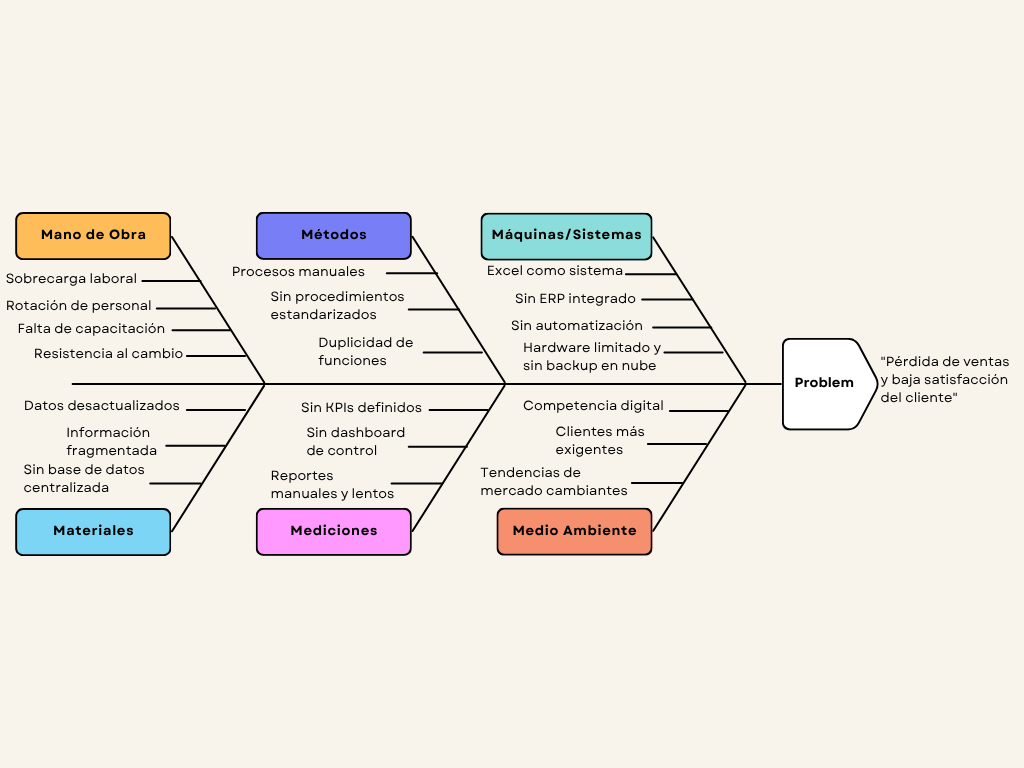 Mano de Obra
Sobrecarga laboral
Rotación de personal
Falta de capacitación
Resistencia al cambio
Métodos
Procesos manuales
Sin procedimientos
estandarizados
Duplicidad de
funciones
Máquinas/Sistemas
Excel como sistema
Sin ERP integrado
Sin automatización
Hardware limitado y
sin backup en nube
Problem
"Pérdida de ventas
y baja satisfacción
del cliente"
Datos desactualizados
Información
fragmentada
Sin base de datos
centralizada
Materiales
Sin KPIs definidos
Sin dashboard
de control
Reportes
manuales y lentos
Mediciones
Competencia digital
Clientes más
exigentes
Tendencias de
mercado cambiantes
Medio Ambiente